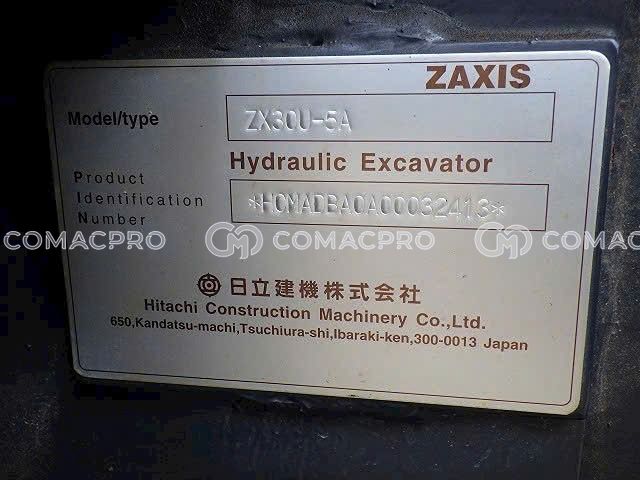 ZAXIS
Model/type ZX30U-5A
Hydraulic Excavator
Product
Identification
Number
*HCMADBA0A00032413*
COMACPRO COMACPRO COMACPRO
日立建機株式会社
Hitachi Construction Machinery Co.,Ltd.
650,Kandatsu-machi,Tsuchiura-shi,Ibaraki-ken,300-0013 Japan